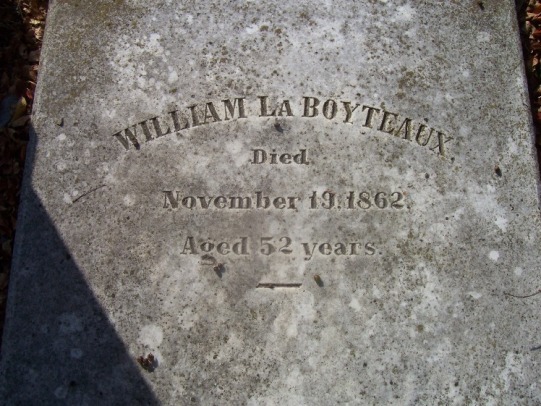 WILLIAM LA BOYTEAUX.
Died
November 19. 1862.
Aged 52 years.